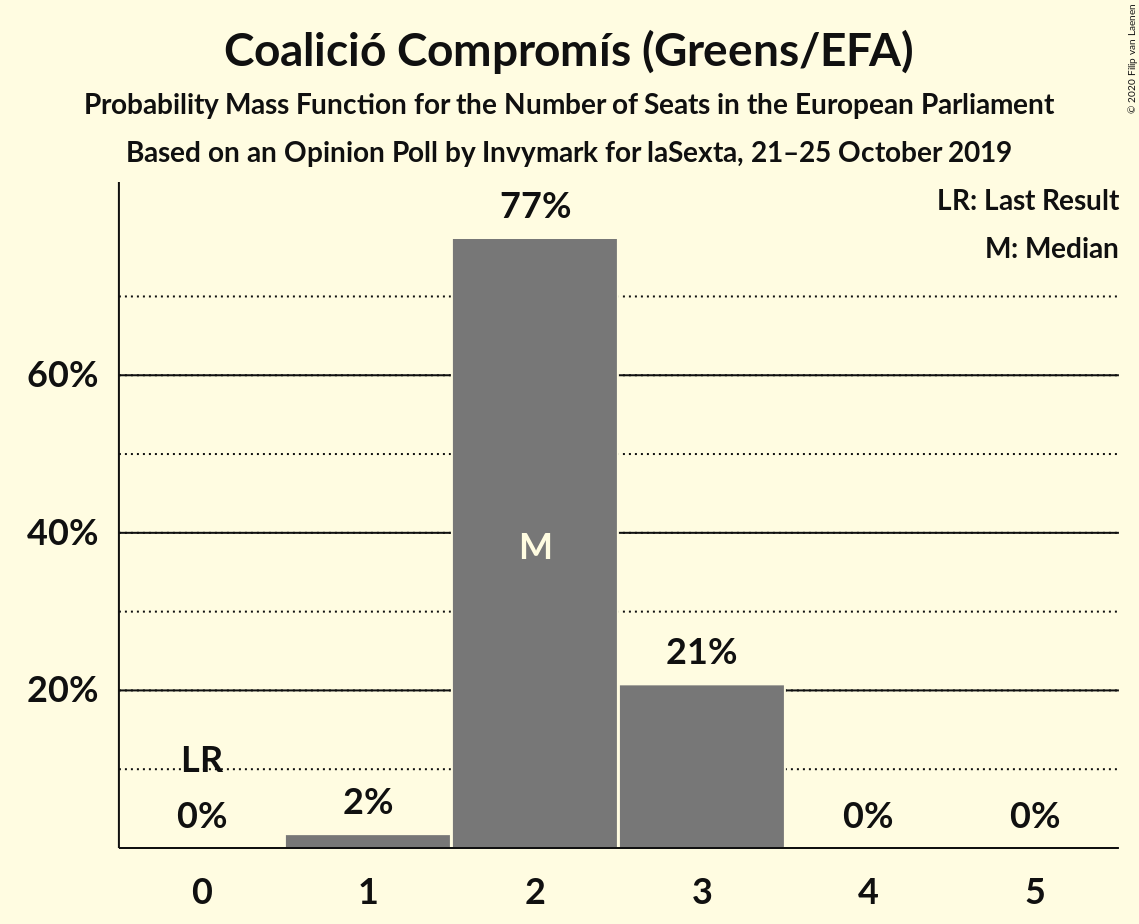 Coalició Compromís (Greens/EFA)
Probability Mass Function for the Number of Seats in the European Parliament
Based on an Opinion Poll by Invymark for laSexta, 21–25 October 2019
© 2020 Filip van Laenen
LR: Last Result
M: Median
77%
60%
40%
M
21%
20%
LR
0%
2%
0%
0%
0 1 2 3 4 5